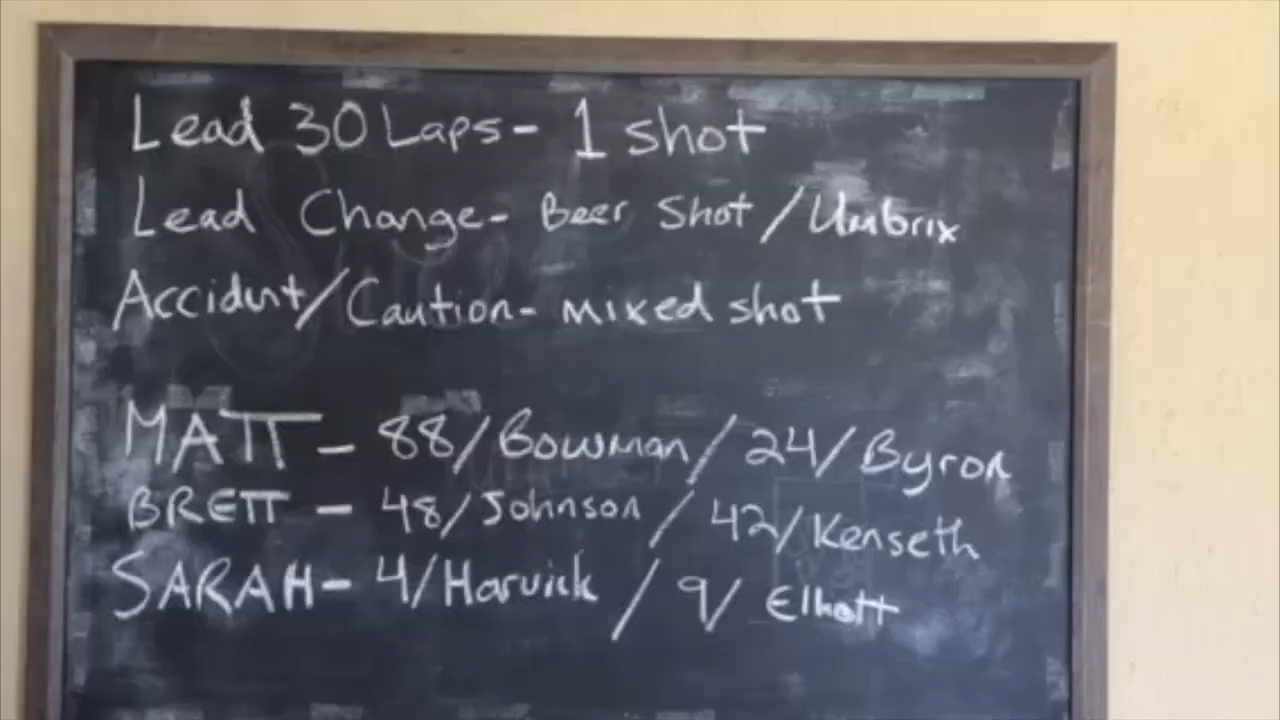 Lead 30 Laps- 1 shot
Lead Change- Beer Shot / Umbrix
Accident/Caution- mixed shot
MATT - 88/Bowman / 24/Byron
BRETT - 48/Johnson / 42/Kenseth
SARAH- 4/Harvick / 9/ Elliott